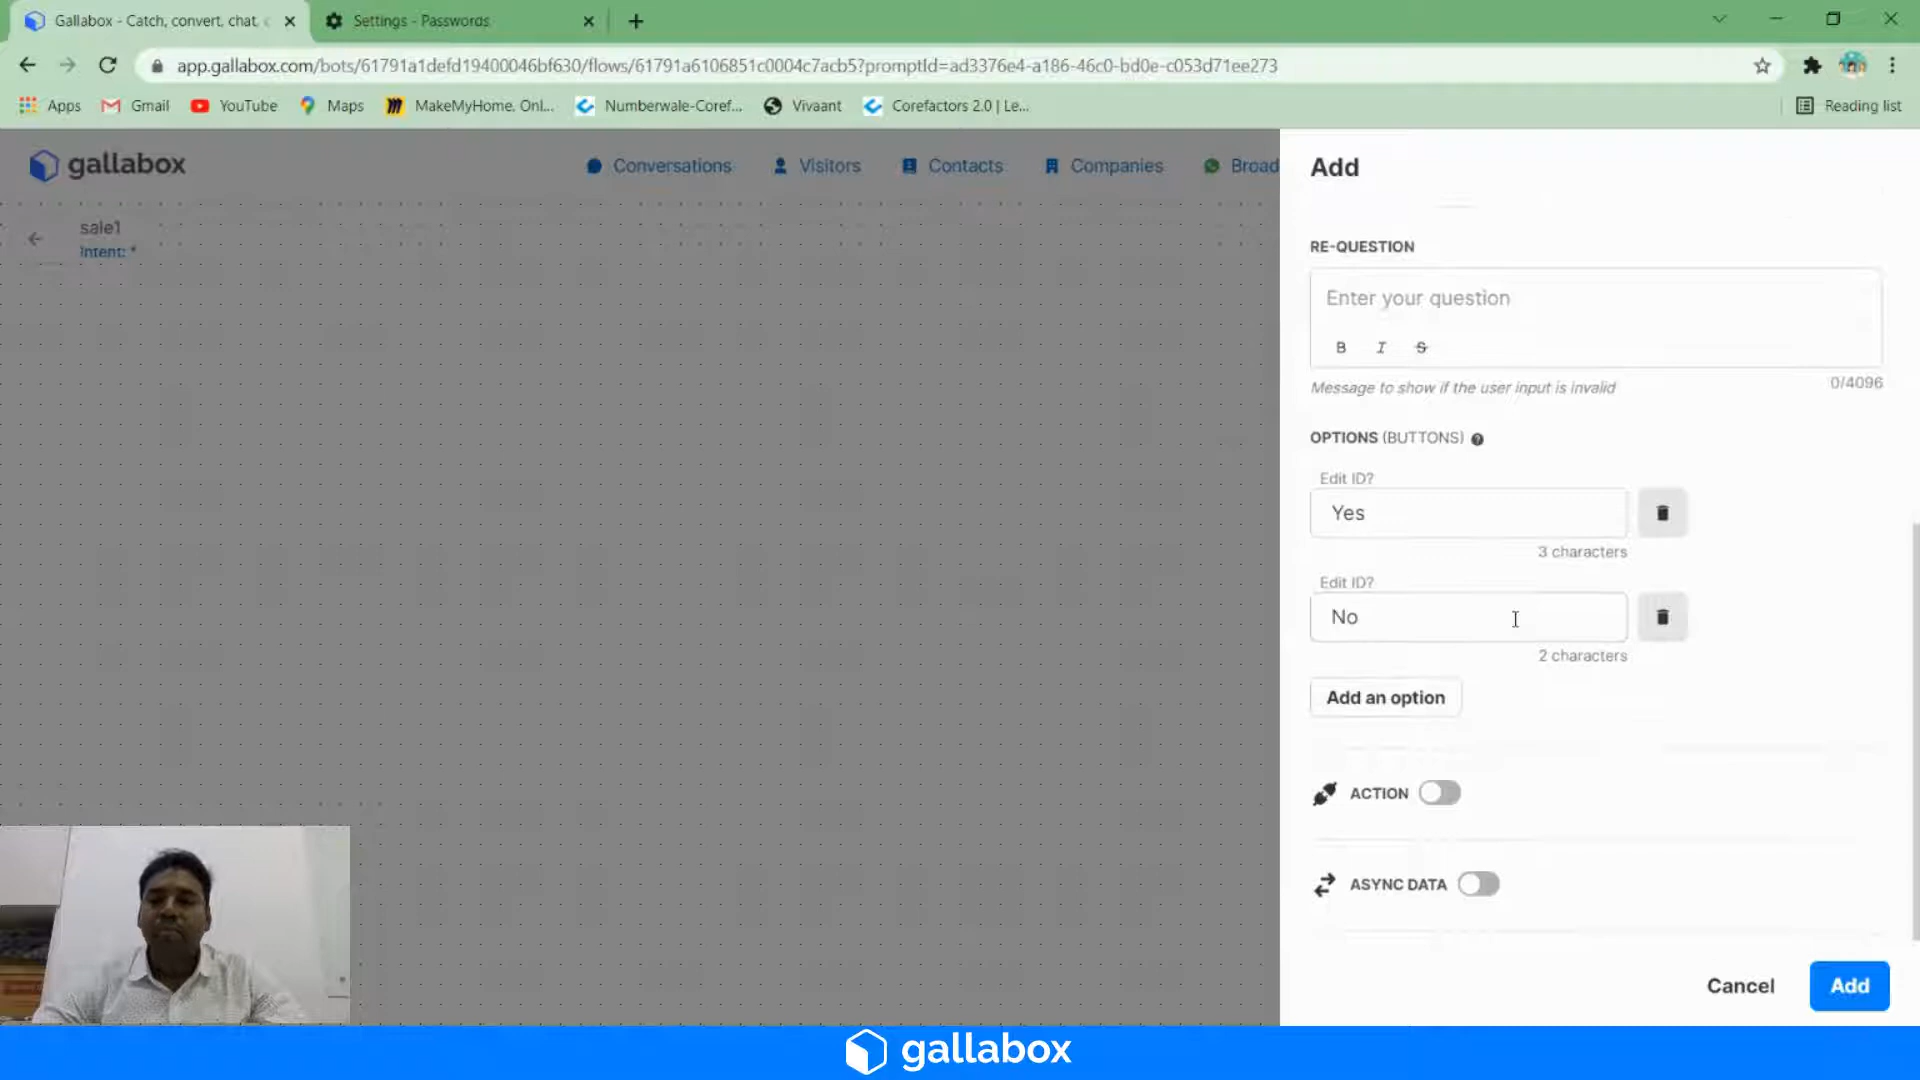 Gallabox - Catch, convert, chat,
Settings - Passwords
app.gallabox.com/bots/61791a1defd19400046bf630/flows/61791a6106851c0004c7acb5?promptId=ad3376e4-a186-46c0-bd0e-c053d71ee273
Apps
Gmail
YouTube
Maps
MakeMyHome, Onl...
Numberwale-Coref...
Vivaant
Corefactors 2.0 | Le...
Reading list
gallabox
Conversations
Visitors
Contacts
Companies
Broad
sale1
Intent: *
Add
RE-QUESTION
Enter your question
B I S
Message to show if the user input is invalid
0/4096
OPTIONS (BUTTONS)
Edit ID?
Yes
3 characters
Edit ID?
No
2 characters
Add an option
ACTION
ASYNC DATA
Cancel
Add
gallabox